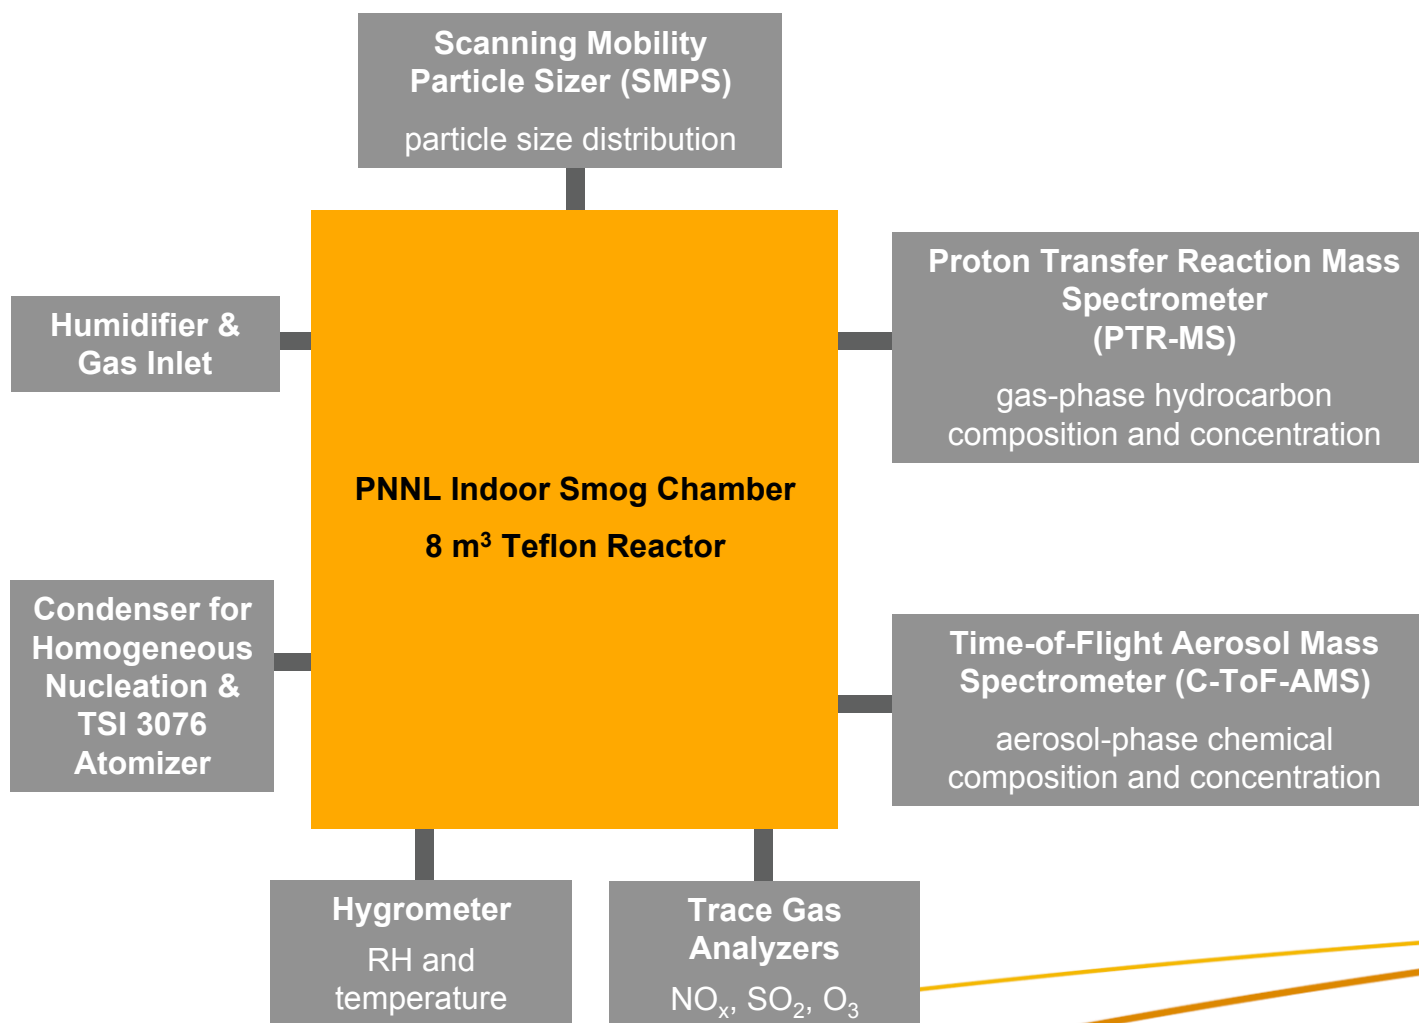 Scanning Mobility
Particle Sizer (SMPS)
particle size distribution
Humidifier &
Gas Inlet
Proton Transfer Reaction Mass
Spectrometer
(PTR-MS)
gas-phase hydrocarbon
composition and concentration
PNNL Indoor Smog Chamber
8 m³ Teflon Reactor
Condenser for
Homogeneous
Nucleation &
TSI 3076
Atomizer
Time-of-Flight Aerosol Mass
Spectrometer (C-ToF-AMS)
aerosol-phase chemical
composition and concentration
Hygrometer
RH and
temperature
Trace Gas
Analyzers
NOₓ, SO₂, O₃